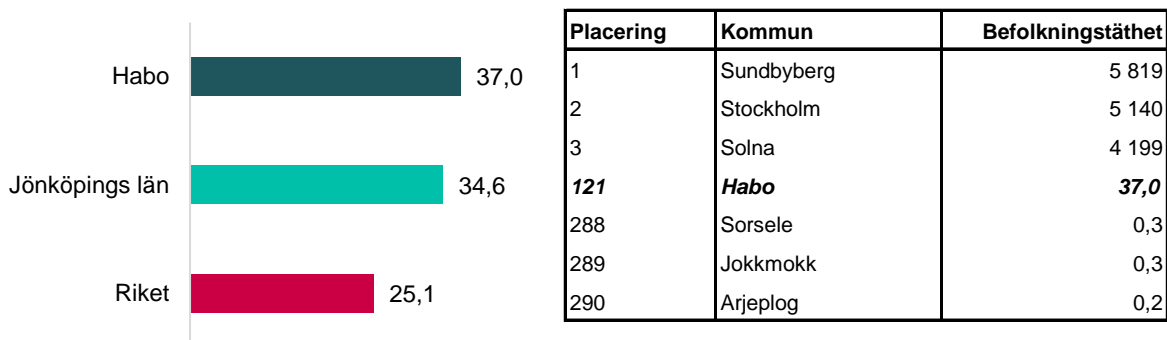 Habo 37,0
Jönköpings län 34,6
Riket 25,1
Placering Kommun Befolkningstäthet
1 Sundbyberg 5 819
2 Stockholm 5 140
3 Solna 4 199
121 Habo 37,0
288 Sorsele 0,3
289 Jokkmokk 0,3
290 Arjeplog 0,2